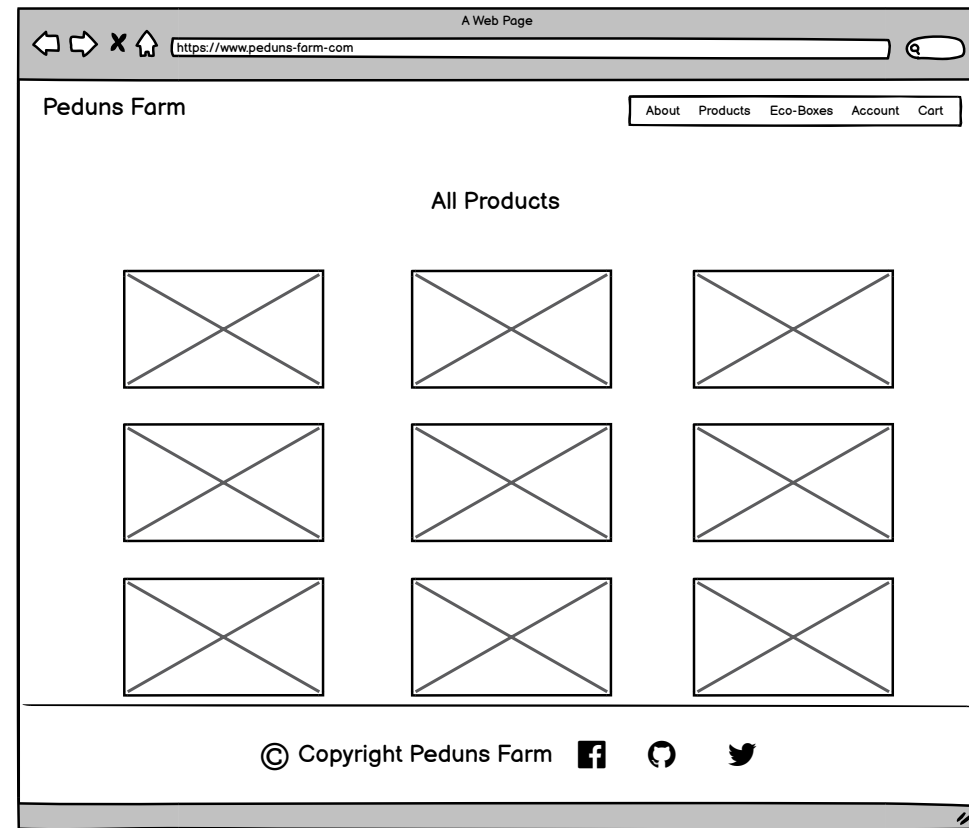 A Web Page
https://www.peduns-farm-com
Peduns Farm
About Products Eco-Boxes Account Cart
All Products
© Copyright Peduns Farm